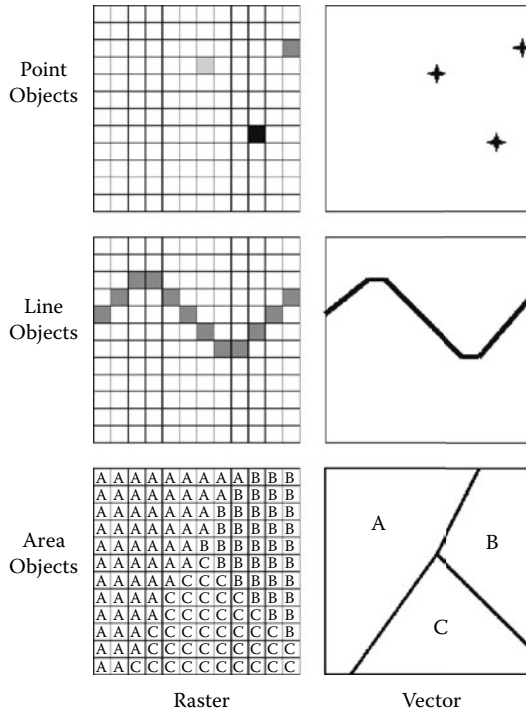 Point
Objects
Line
Objects
Area
Objects
A A A A A A A A A B B B
A A A A A A A A B B B B
A A A A A A A B B B B B
A A A A A A A B B B B B
A A A A A A B B B B B B
A A A A A A C B B B B B
A A A A A C C C B B B B
A A A A C C C C C B B B
A A A A C C C C C C B B
A A A C C C C C C C C B
A A A C C C C C C C C C
A A C C C C C C C C C C
A
B
C
Raster
Vector